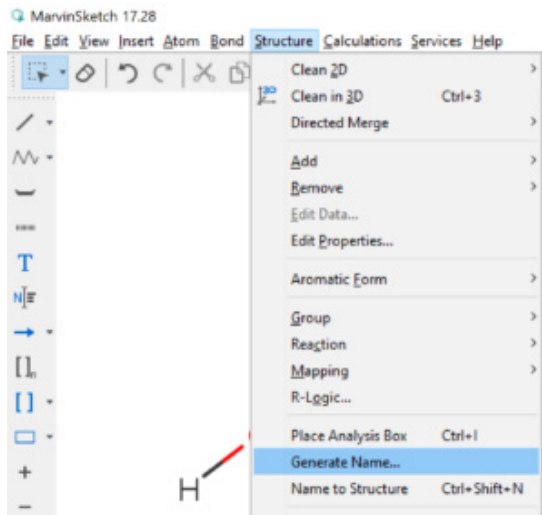 MarvinSketch 17.28
File Edit View Insert Atom Bond Structure Calculations Services Help
Clean 2D
Clean in 3D Ctrl+3
Directed Merge
Add
Remove
Edit Data...
Edit Properties...
Aromatic Form
Group
Reaction
Mapping
R-Logic...
Place Analysis Box Ctrl+I
Generate Name...
Name to Structure Ctrl+Shift+N
T
N
[ ]n
[ ]
H